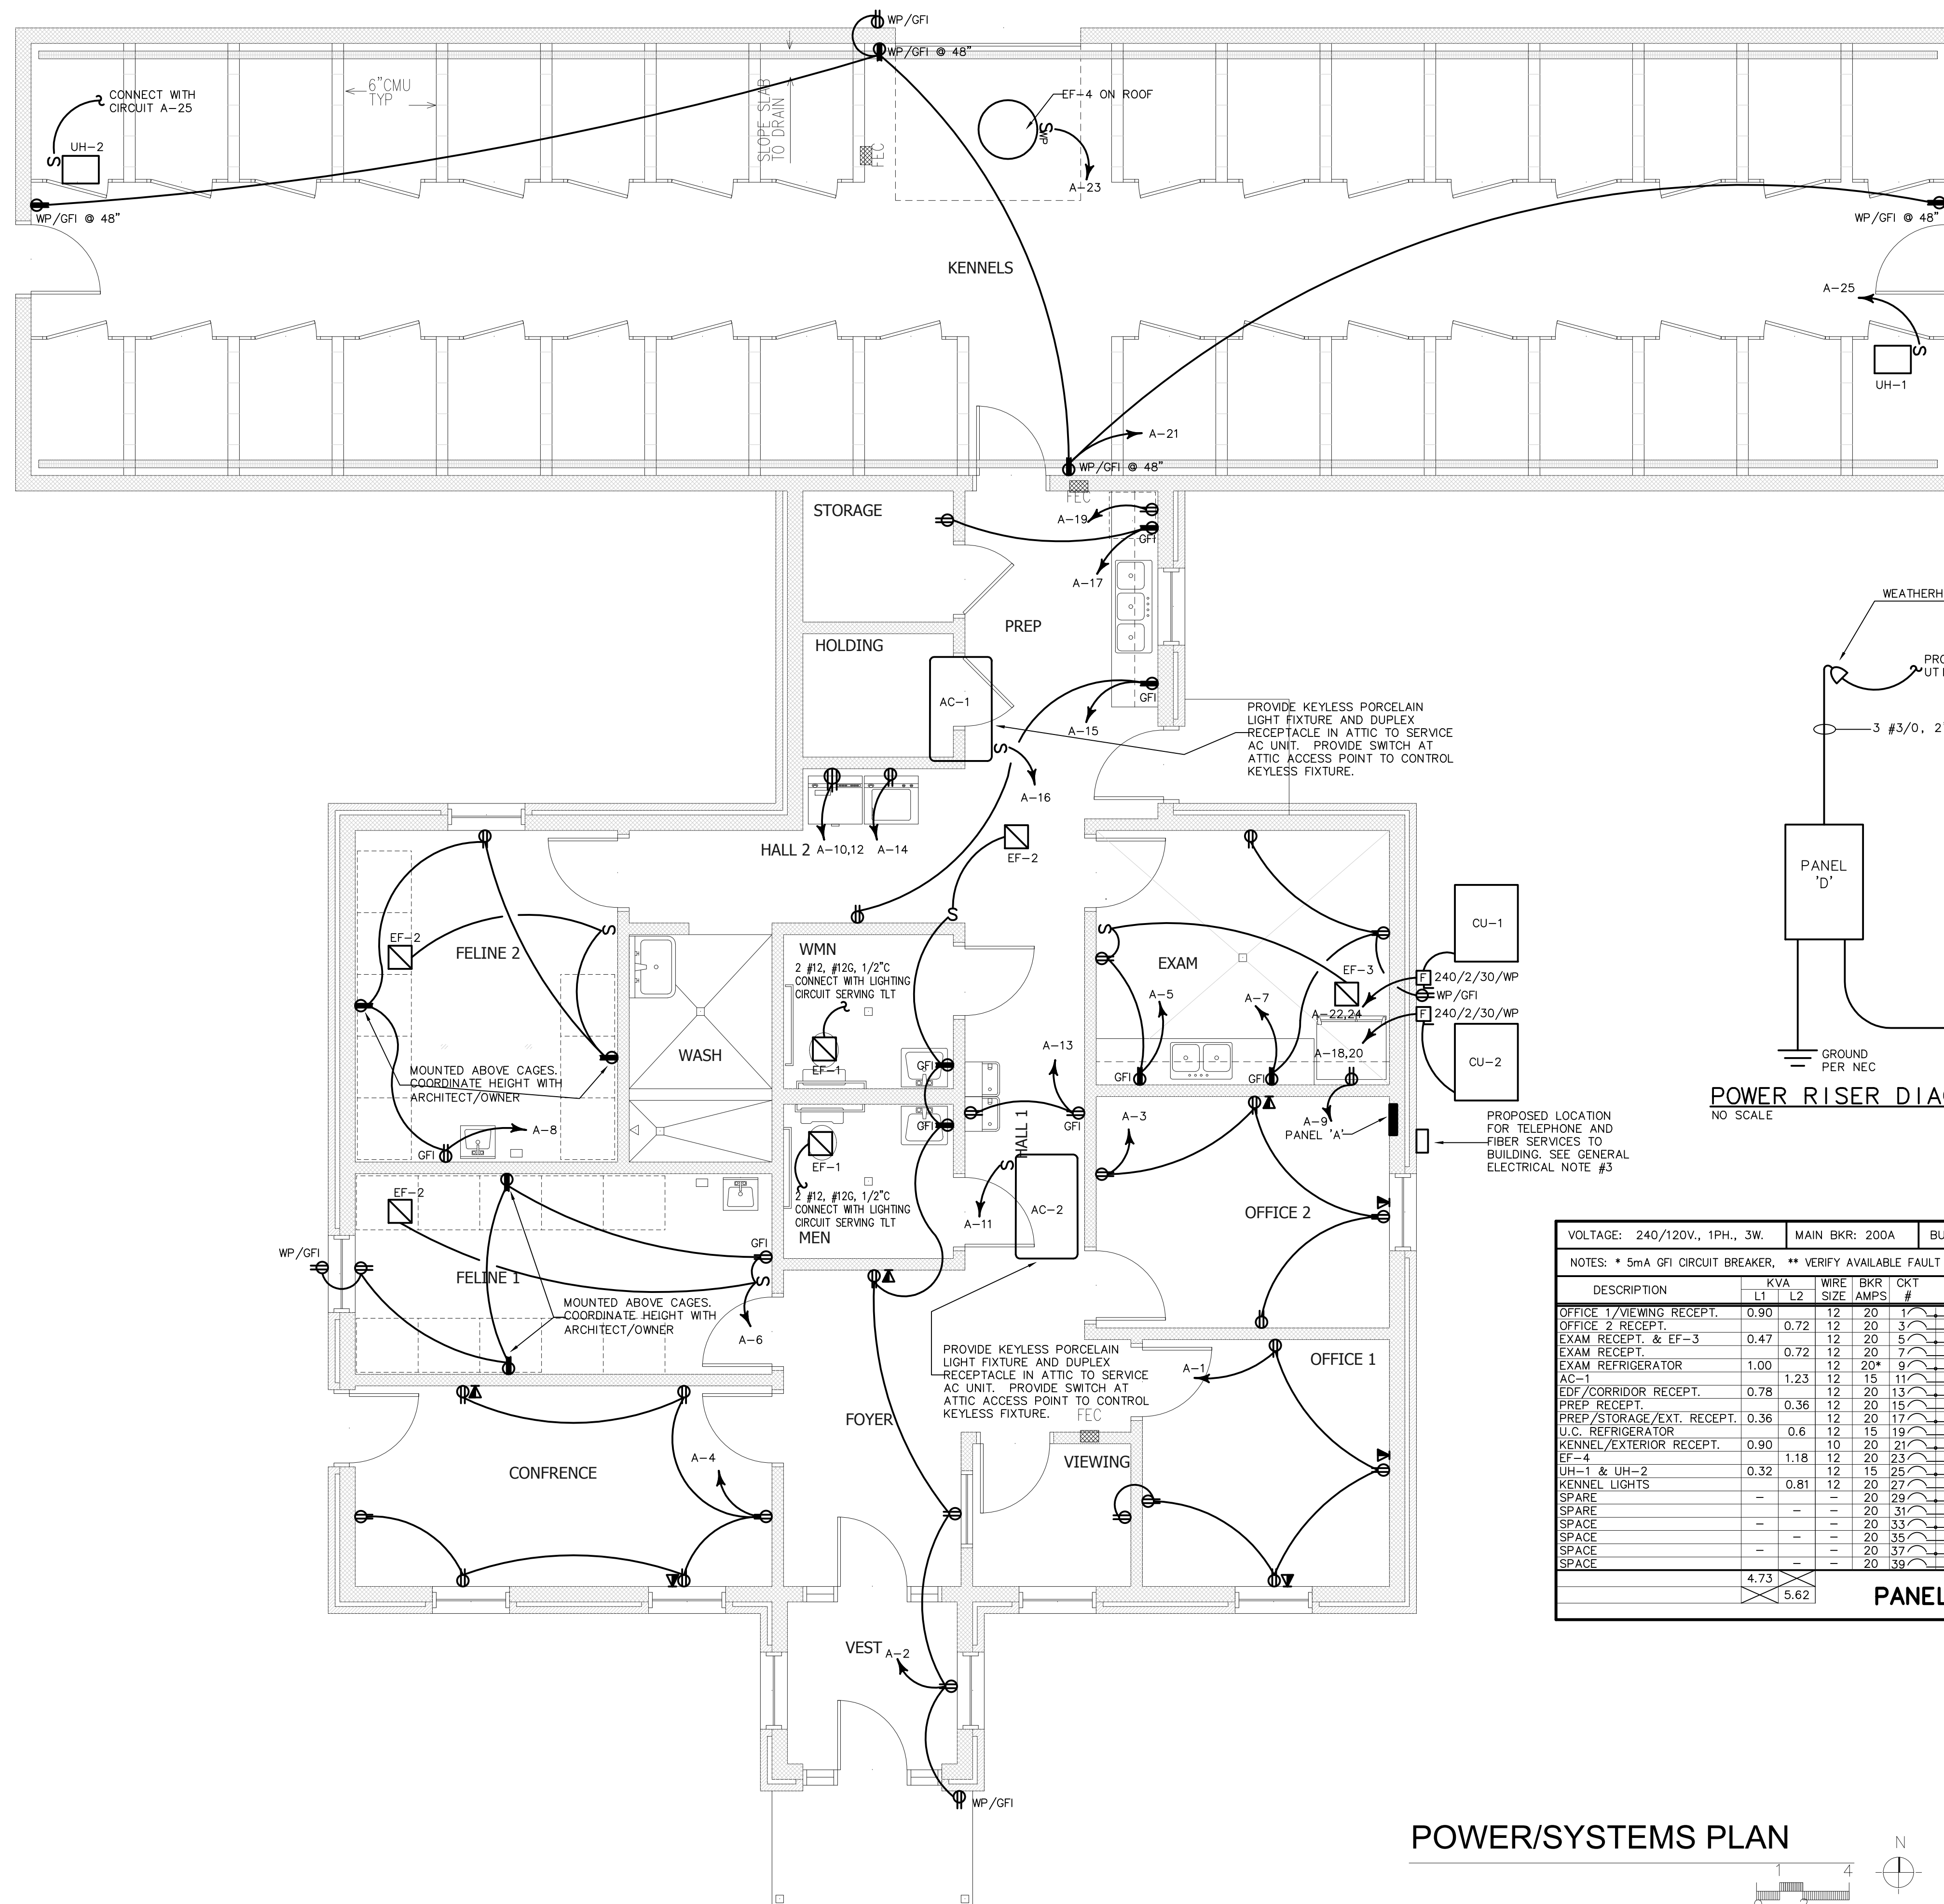 WP/GFI
WP/GFI @ 48"
CONNECT WITH
CIRCUIT A-25
UH-2
6"CMU
TYP
SLOPE SLAB
TO DRAIN
FEC
EF-4 ON ROOF
S
S
WP
A-23
WP/GFI @ 48"
WP/GFI @ 48"
KENNELS
A-25
S
UH-1
A-21
WP/GFI @ 48"
FEC
STORAGE
A-19
GFI
A-17
PREP
HOLDING
AC-1
GFI
A-15
S
A-16
PROVIDE KEYLESS PORCELAIN
LIGHT FIXTURE AND DUPLEX
RECEPTACLE IN ATTIC TO SERVICE
AC UNIT. PROVIDE SWITCH AT
ATTIC ACCESS POINT TO CONTROL
KEYLESS FIXTURE.
3 #3/0, 2
PANEL
'D'
GROUND
PER NEC
POWER RISER
NO SCALE
HALL 2
A-10,12
A-14
EF-2
S
EF-2
FELINE 2
S
WMN
2 #12, #12G, 1/2"C
CONNECT WITH LIGHTING
CIRCUIT SERVING TLT
EF-1
GFI
WASH
MOUNTED ABOVE CAGES.
COORDINATE HEIGHT WITH
ARCHITECT/OWNER
GFI
A-8
S
EXAM
EF-3
A-5
A-7
A-22,24
A-18,20
GFI
GFI
CU-1
F
240/2/30/WP
WP/GFI
F
240/2/30/WP
CU-2
A-13
GFI
HALL 1
A-3
A-9
PANEL 'A'
PROPOSED LOCATION
FOR TELEPHONE AND
FIBER SERVICES TO
BUILDING. SEE GENERAL
ELECTRICAL NOTE #3
GFI
EF-1
2 #12, #12G, 1/2"C
CONNECT WITH LIGHTING
CIRCUIT SERVING TLT
MEN
S
A-11
AC-2
OFFICE 2
EF-2
WP/GFI
FELINE 1
GFI
S
MOUNTED ABOVE CAGES.
COORDINATE HEIGHT WITH
ARCHITECT/OWNER
A-6
PROVIDE KEYLESS PORCELAIN
LIGHT FIXTURE AND DUPLEX
RECEPTACLE IN ATTIC TO SERVICE
AC UNIT. PROVIDE SWITCH AT
ATTIC ACCESS POINT TO CONTROL
KEYLESS FIXTURE.
FEC
A-1
OFFICE 1
FOYER
CONFRENCE
A-4
VIEWING
VEST
A-2
WP/GFI
VOLTAGE: 240/120V., 1PH., 3W. MAIN BKR: 200A
NOTES: * 5mA GFI CIRCUIT BREAKER, ** VERIFY AVAILABLE FAULT
DESCRIPTION KVA L1 L2 WIRE SIZE BKR AMPS CKT #
OFFICE 1/VIEWING RECEPT. 0.90 12 20 1
OFFICE 2 RECEPT. 0.72 12 20 3
EXAM RECEPT. & EF-3 0.47 12 20 5
EXAM RECEPT. 0.72 12 20 7
EXAM REFRIGERATOR 1.00 12 20* 9
AC-1 1.23 12 15 11
EDF/CORRIDOR RECEPT. 0.78 12 20 13
PREP RECEPT. 0.36 12 20 15
PREP/STORAGE/EXT. RECEPT. 0.36 12 20 17
U.C. REFRIGERATOR 0.6 12 15 19
KENNEL/EXTERIOR RECEPT. 0.90 10 20 21
EF-4 1.18 12 20 23
UH-1 & UH-2 0.32 12 15 25
KENNEL LIGHTS 0.81 12 20 27
SPARE - - 20 29
SPARE - - 20 31
SPACE - - 20 33
SPACE - - 20 35
SPACE - - 20 37
SPACE - - 20 39
4.73
5.62
PANEL
POWER/SYSTEMS PLAN
N
1 4